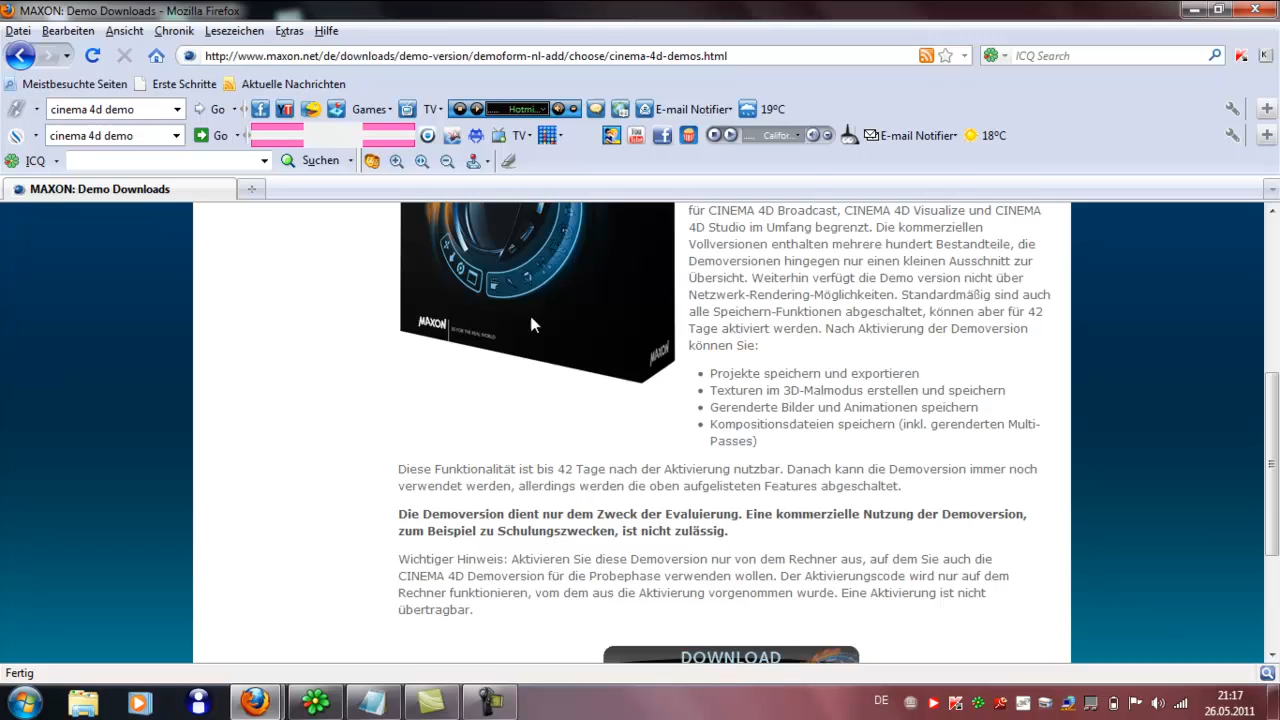 MAXON: Demo Downloads - Mozilla Firefox
Datei Bearbeiten Ansicht Chronik Lesezeichen Extras Hilfe
http://www.maxon.net/de/downloads/demo-version/demoform-nl-add/choose/cinema-4d-demos.html
ICQ Search
Meistbesuchte Seiten Erste Schritte Aktuelle Nachrichten
cinema 4d demo Go Games TV Hotmi... E-mail Notifier 19°C
cinema 4d demo Go TV Califor... E-mail Notifier 18°C
ICQ Suchen
MAXON: Demo Downloads
für CINEMA 4D Broadcast, CINEMA 4D Visualize und CINEMA
4D Studio im Umfang begrenzt. Die kommerziellen
Vollversionen enthalten mehrere hundert Bestandteile, die
Demoversionen hingegen nur einen kleinen Ausschnitt zur
Übersicht. Weiterhin verfügt die Demo version nicht über
Netzwerk-Rendering-Möglichkeiten. Standardmäßig sind auch
alle Speichern-Funktionen abgeschaltet, können aber für 42
Tage aktiviert werden. Nach Aktivierung der Demoversion
können Sie:
MAXON 3D FOR THE REAL WORLD
MAXON
Projekte speichern und exportieren
Texturen im 3D-Malmodus erstellen und speichern
Gerenderte Bilder und Animationen speichern
Kompositionsdateien speichern (inkl. gerenderten Multi-
Passes)
Diese Funktionalität ist bis 42 Tage nach der Aktivierung nutzbar. Danach kann die Demoversion immer noch
verwendet werden, allerdings werden die oben aufgelisteten Features abgeschaltet.
Die Demoversion dient nur dem Zweck der Evaluierung. Eine kommerzielle Nutzung der Demoversion,
zum Beispiel zu Schulungszwecken, ist nicht zulässig.
Wichtiger Hinweis: Aktivieren Sie diese Demoversion nur von dem Rechner aus, auf dem Sie auch die
CINEMA 4D Demoversion für die Probephase verwenden wollen. Der Aktivierungscode wird nur auf dem
Rechner funktionieren, vom dem aus die Aktivierung vorgenommen wurde. Eine Aktivierung ist nicht
übertragbar.
DOWNLOAD
Fertig
DE
21:17
26.05.2011